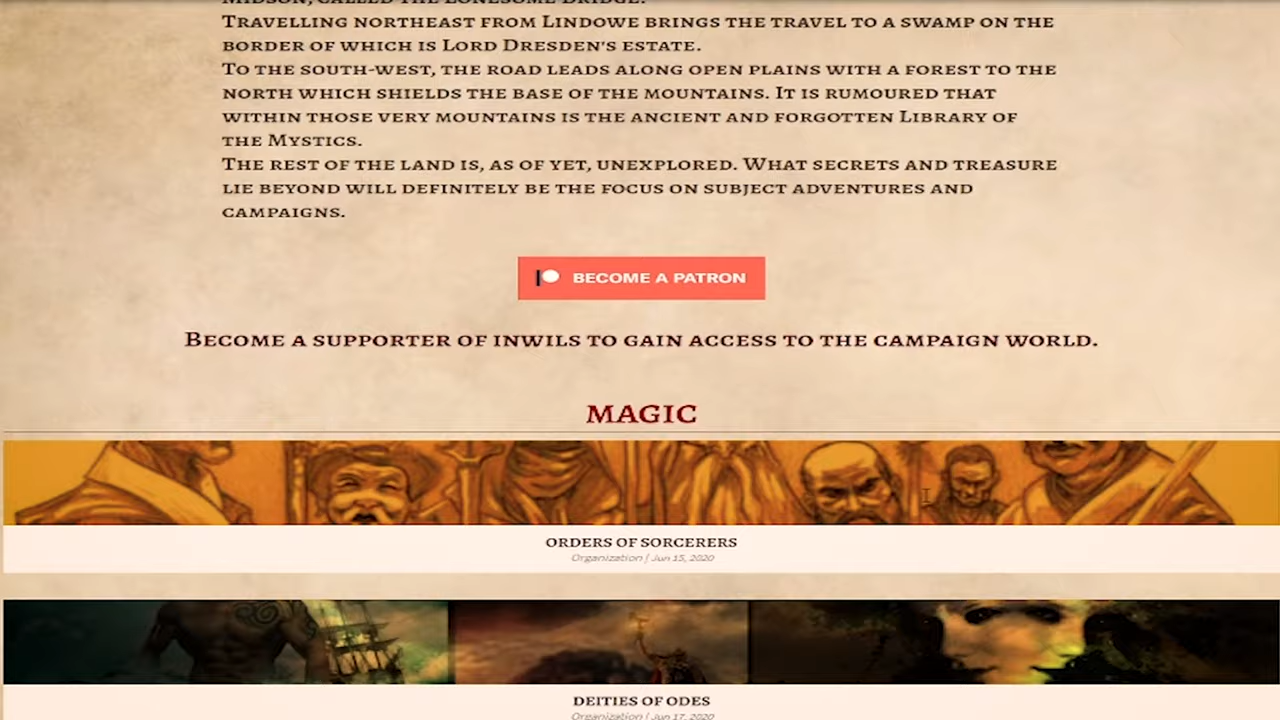 MIDSON, CALLED THE LONESOME BRIDGE.
TRAVELLING NORTHEAST FROM LINDOWE BRINGS THE TRAVEL TO A SWAMP ON THE
BORDER OF WHICH IS LORD DRESDEN'S ESTATE.
TO THE SOUTH-WEST, THE ROAD LEADS ALONG OPEN PLAINS WITH A FOREST TO THE
NORTH WHICH SHIELDS THE BASE OF THE MOUNTAINS. IT IS RUMOURED THAT
WITHIN THOSE VERY MOUNTAINS IS THE ANCIENT AND FORGOTTEN LIBRARY OF
THE MYSTICS.
THE REST OF THE LAND IS, AS OF YET, UNEXPLORED. WHAT SECRETS AND TREASURE
LIE BEYOND WILL DEFINITELY BE THE FOCUS ON SUBJECT ADVENTURES AND
CAMPAIGNS.
BECOME A PATRON
BECOME A SUPPORTER OF INWILS TO GAIN ACCESS TO THE CAMPAIGN WORLD.
MAGIC
ORDERS OF SORCERERS
Organization | Jun 15, 2020
DEITIES OF ODES
Organization | Jun 17, 2020